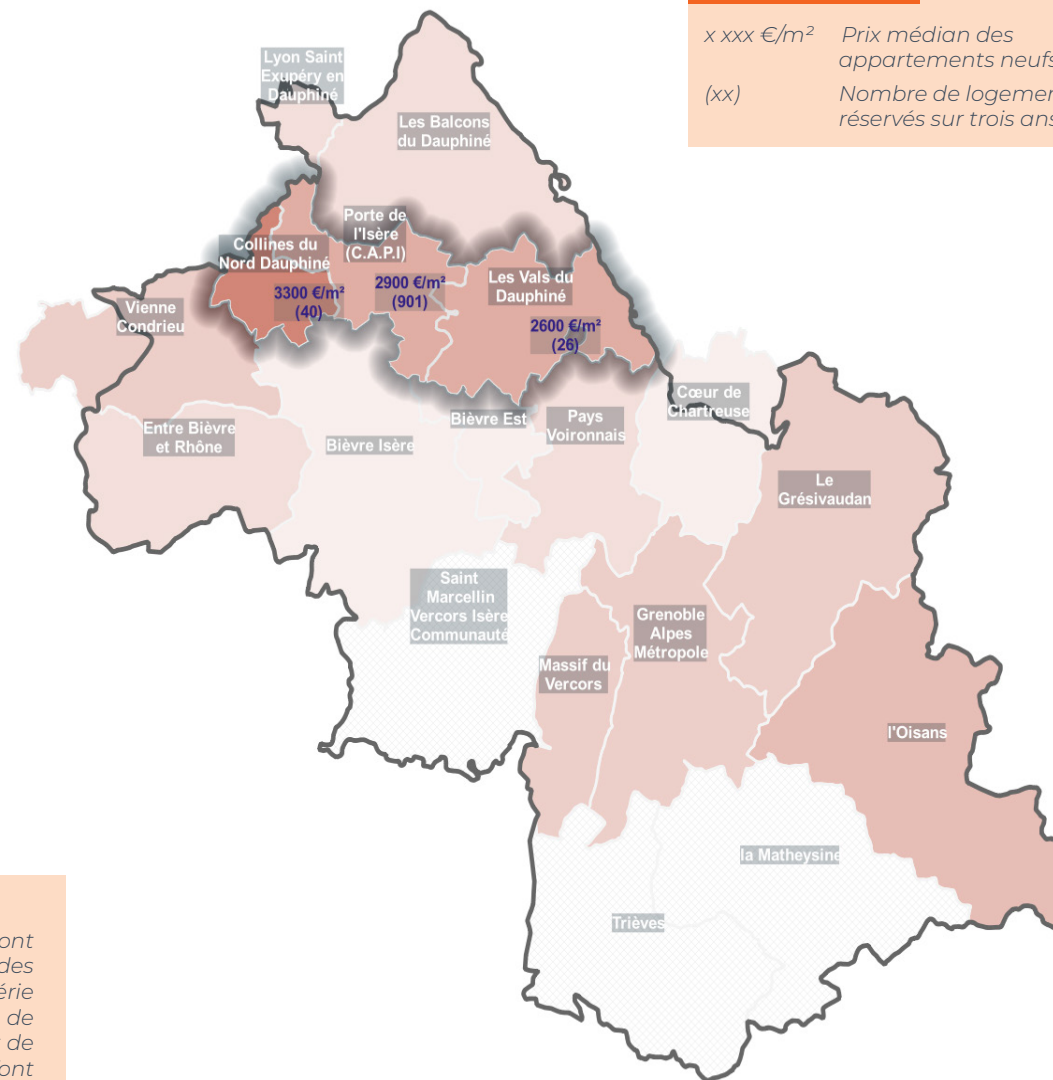 x xxx €/m² Prix médian des
appartements neufs
(xx) Nombre de
réservés sur trois ans
Lyon Saint
Exupéry en
Dauphiné
Les Balcons
du Dauphiné
Porte de
l'Isère
(C.A.P.I)
Collines du
Nord Dauphiné
3300 €/m²
(40)
2900 €/m²
(901)
Les Vals du
Dauphiné
2600 €/m²
(26)
Vienne
Condrieu
Cœur de
Chartreuse
Entre Bièvre
et Rhône
Bièvre Isère
Bièvre Est
Pays
Voironnais
Le
Grésivaudan
Saint
Marcellin
Vercors Isère
Communauté
Grenoble
Alpes
Métropole
Massif du
Vercors
l'Oisans
la Matheysine
Trièves
ont
des
de
de